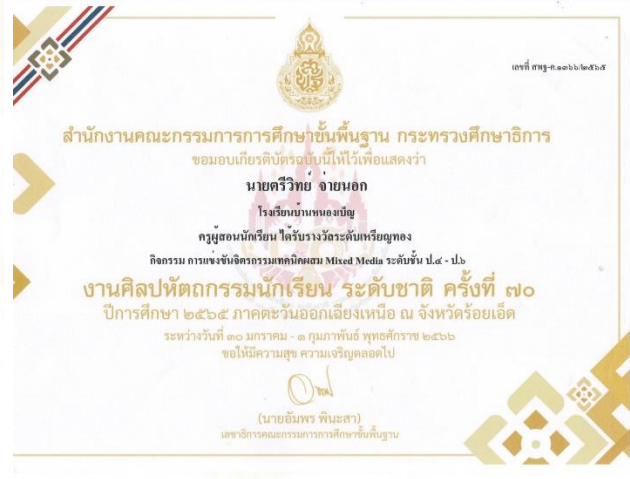 เลขที่ สพฐ-ค.๑๓๖๖/๒๕๖๕
สำนักงานคณะกรรมการการศึกษาขั้นพื้นฐาน กระทรวงศึกษาธิการ
ขอมอบเกียรติบัตรฉบับนี้ให้ไว้เพื่อแสดงว่า
นายตรีวิทย์ จ่ายนอก
โรงเรียนบ้านหนองเบ็ญ
ครูผู้สอนนักเรียน ได้รับรางวัลระดับเหรียญทอง
กิจกรรม การแข่งขันจิตรกรรมเทคนิคผสม Mixed Media ระดับชั้น ป.๔ - ป.๖
งานศิลปหัตถกรรมนักเรียน ระดับชาติ ครั้งที่ ๗๐
ปีการศึกษา ๒๕๖๕ ภาคตะวันออกเฉียงเหนือ ณ จังหวัดร้อยเอ็ด
ระหว่างวันที่ ๓๐ มกราคม - ๑ กุมภาพันธ์ พุทธศักราช ๒๕๖๖
ขอให้มีความสุข ความเจริญตลอดไป
(นายอัมพร พินะสา)
เลขาธิการคณะกรรมการการศึกษาขั้นพื้นฐาน